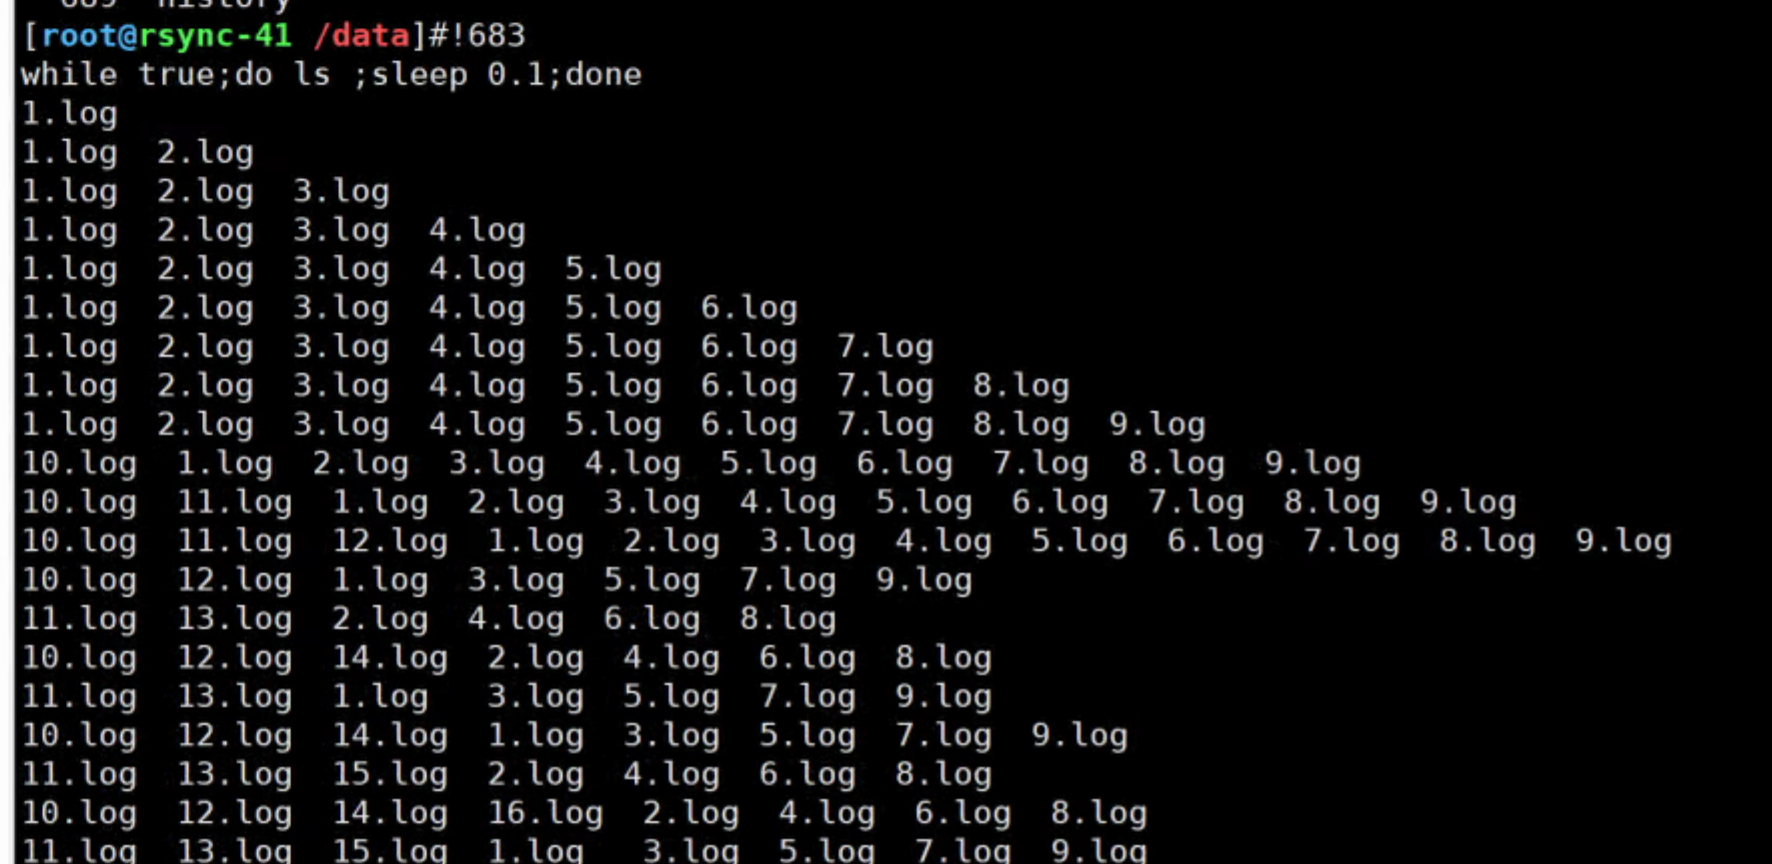 689  history
[root@rsync-41 /data]#!683
while true;do ls ;sleep 0.1;done
1.log
1.log  2.log
1.log  2.log  3.log
1.log  2.log  3.log  4.log
1.log  2.log  3.log  4.log  5.log
1.log  2.log  3.log  4.log  5.log  6.log
1.log  2.log  3.log  4.log  5.log  6.log  7.log
1.log  2.log  3.log  4.log  5.log  6.log  7.log  8.log
1.log  2.log  3.log  4.log  5.log  6.log  7.log  8.log  9.log
10.log  1.log  2.log  3.log  4.log  5.log  6.log  7.log  8.log  9.log
10.log  11.log  1.log  2.log  3.log  4.log  5.log  6.log  7.log  8.log  9.log
10.log  11.log  12.log  1.log  2.log  3.log  4.log  5.log  6.log  7.log  8.log  9.log
10.log  12.log  1.log  3.log  5.log  7.log  9.log
11.log  13.log  2.log  4.log  6.log  8.log
10.log  12.log  14.log  2.log  4.log  6.log  8.log
11.log  13.log  1.log   3.log  5.log  7.log  9.log
10.log  12.log  14.log  1.log  3.log  5.log  7.log  9.log
11.log  13.log  15.log  2.log  4.log  6.log  8.log
10.log  12.log  14.log  16.log  2.log  4.log  6.log  8.log
11.log  13.log  15.log  1.log   3.log  5.log  7.log  9.log